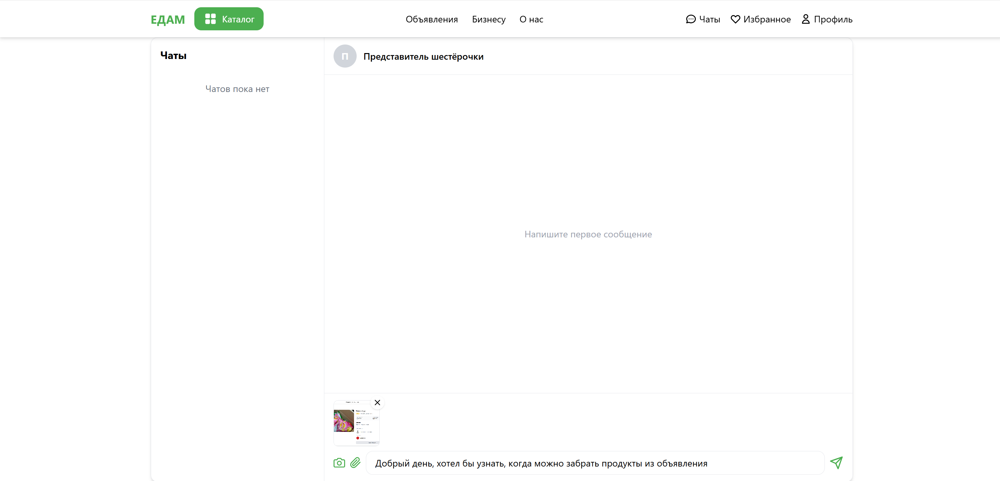 ЕДАМ Каталог Объявления Бизнесу О нас Чаты Избранное Профиль
Чаты
Чатов пока нет
П Представитель шестёрочки
Напишите первое сообщение
Добрый день, хотел бы узнать, когда можно забрать продукты из объявления